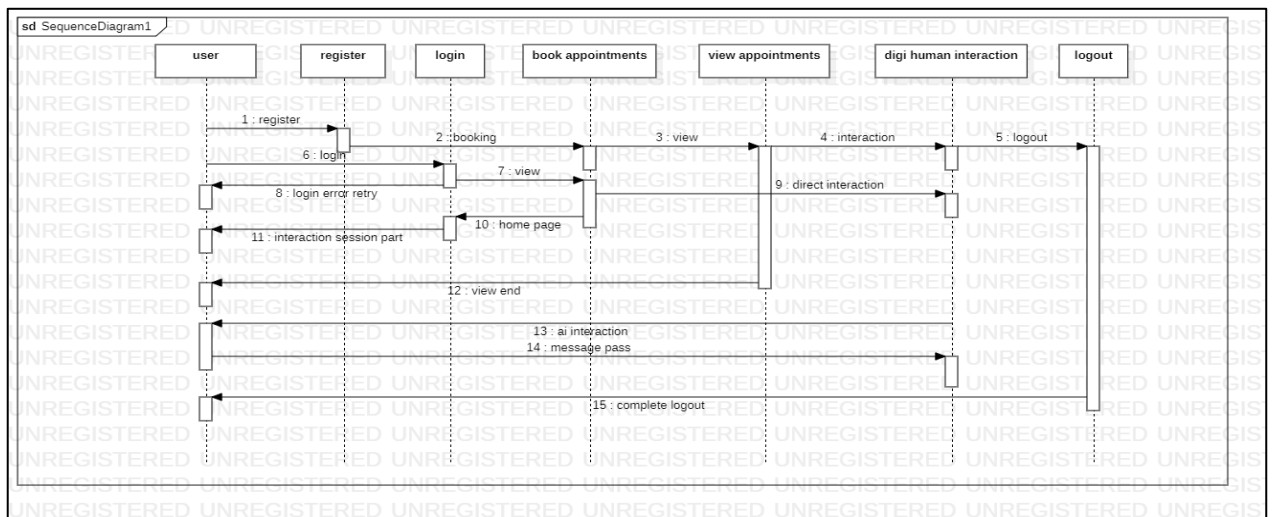 sd SequenceDiagram1
user
register
login
book appointments
view appointments
digi human interaction
logout
1 : register
2 : booking
3 : view
4 : interaction
5 : logout
6 : login
7 : view
8 : login error retry
9 : direct interaction
10 : home page
11 : interaction session part
12 : view end
13 : ai interaction
14 : message pass
15 : complete logout
UNREGISTERED